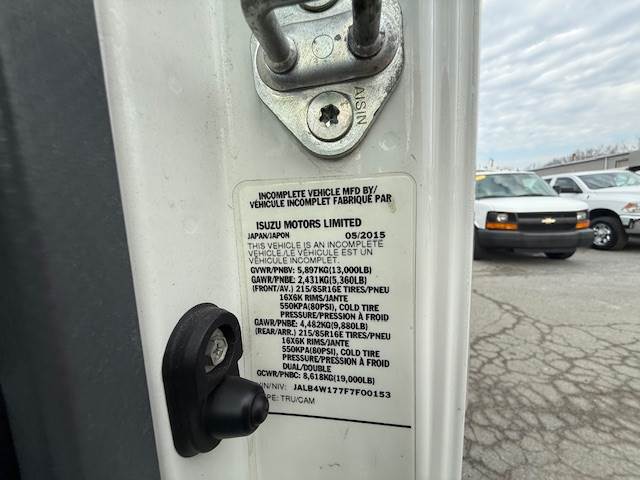 AISIN
INCOMPLETE VEHICLE MFD BY/
VÉHICULE INCOMPLET FABRIQUÉ PAR
ISUZU MOTORS LIMITED
JAPAN/JAPON 05/2015
THIS VEHICLE IS AN INCOMPLETE
VEHICLE./LE VÉHICULE EST UN
VÉHICULE INCOMPLET.
GVWR/PNBV: 5,897KG(13,000LB)
GAWR/PNBE: 2,431KG(5,360LB)
(FRONT/AV.) 215/85R16E TIRES/PNEU
16X6K RIMS/JANTE
550KPA(80PSI), COLD TIRE
PRESSURE/PRESSION À FROID
GAWR/PNBE: 4,482KG(9,880LB)
(REAR/ARR.) 215/85R16E TIRES/PNEU
16X6K RIMS/JANTE
550KPA(80PSI), COLD TIRE
PRESSURE/PRESSION À FROID
DUAL/DOUBLE
GCWR/PNBC: 8,618KG(19,000LB)
VIN/NIV: JALB4W177F7F00153
TYPE: TRU/CAM